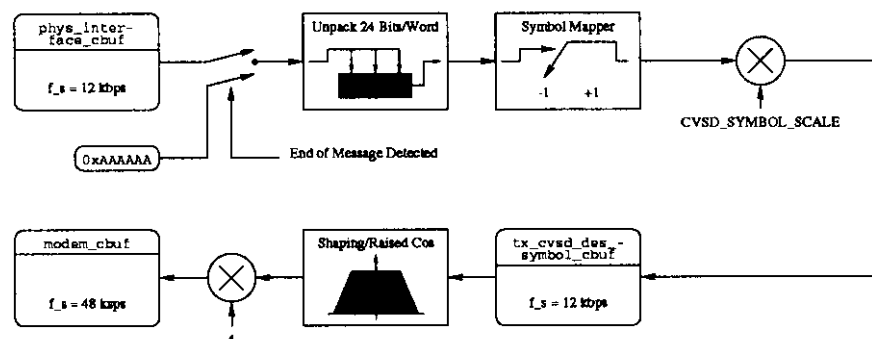 phys_inter-
face_cbuf
f_s = 12 kbps
Unpack 24 Bits/Word
Symbol Mapper
-1 +1
CVSD_SYMBOL_SCALE
0xAAAAAA
End of Message Detected
modem_cbuf
f_s = 48 ksps
Shaping/Raised Cos
tx_cvsd_des_-
symbol_cbuf
f_s = 12 kbps